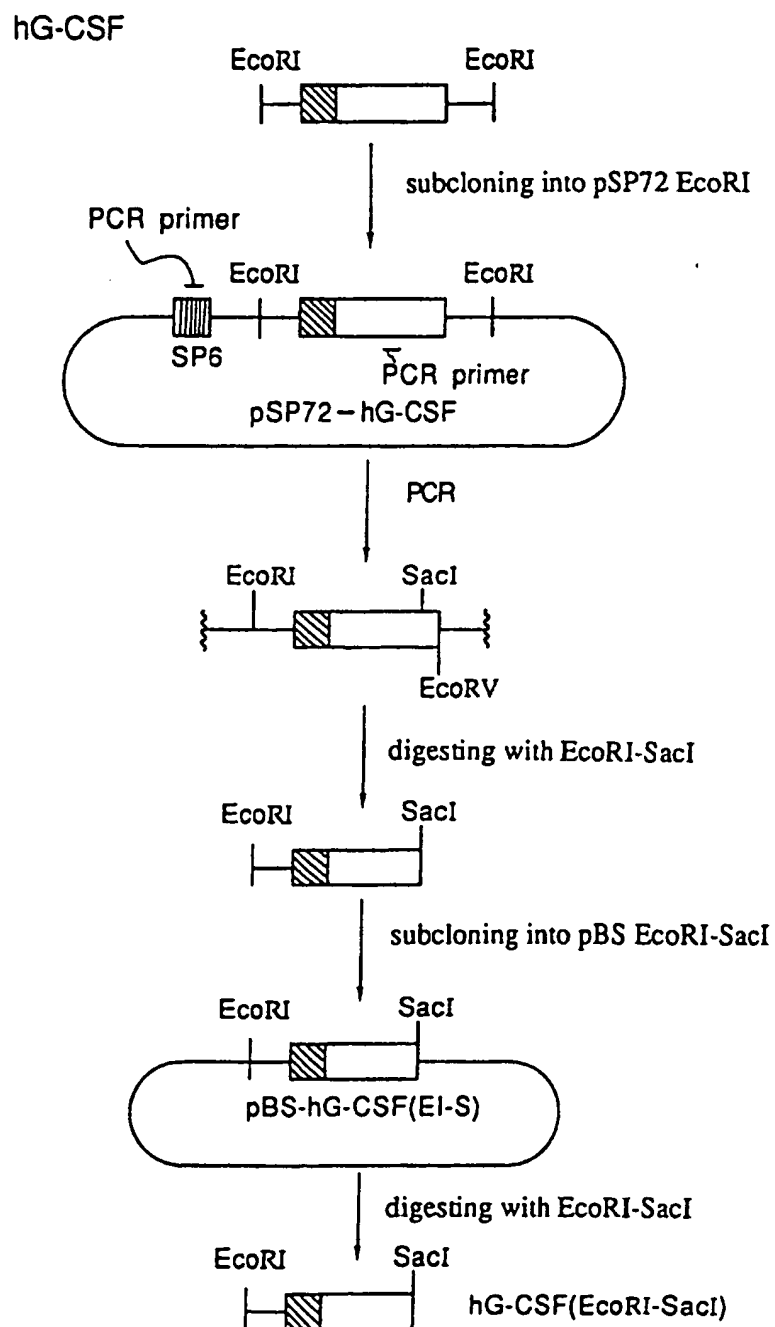 hG-CSF
EcoRI EcoRI
subcloning into pSP72 EcoRI
PCR primer
EcoRI EcoRI
SP6
PCR primer
pSP72-hG-CSF
PCR
EcoRI SacI
EcoRV
digesting with EcoRI-SacI
EcoRI SacI
subcloning into pBS EcoRI-SacI
EcoRI SacI
pBS-hG-CSF(EI-S)
digesting with EcoRI-SacI
EcoRI SacI
hG-CSF(EcoRI-SacI)